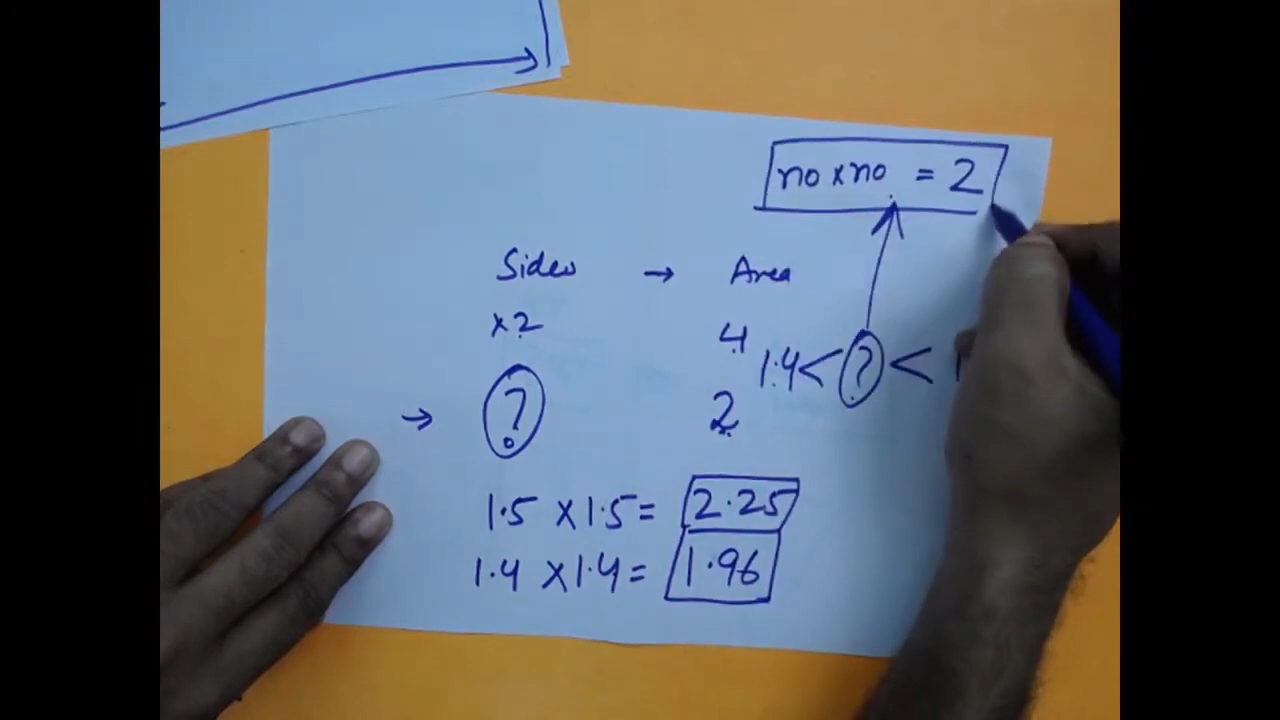 no x no = 2
Sides → Area
x2 4
1.4 < ? <
→ ? 2
1.5 x 1.5 = 2.25
1.4 x 1.4 = 1.96